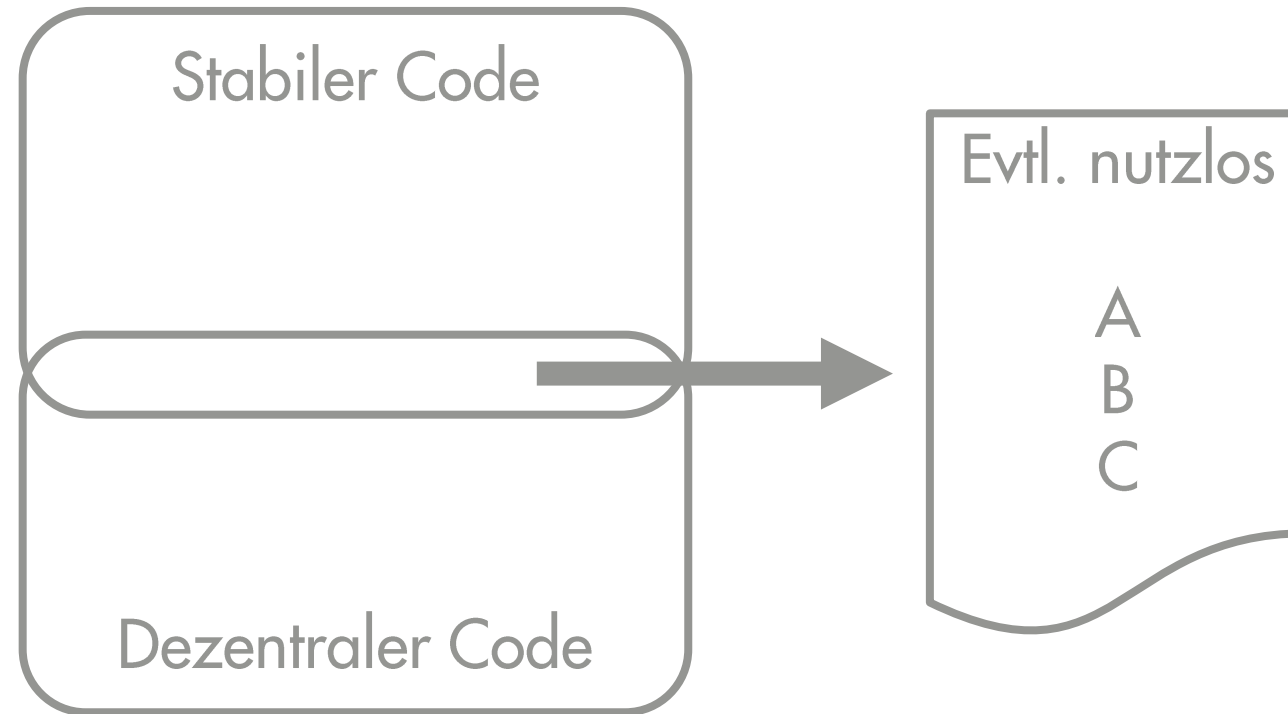 Stabiler Code
Evtl. nutzlos
A
B
C
Dezentraler Code